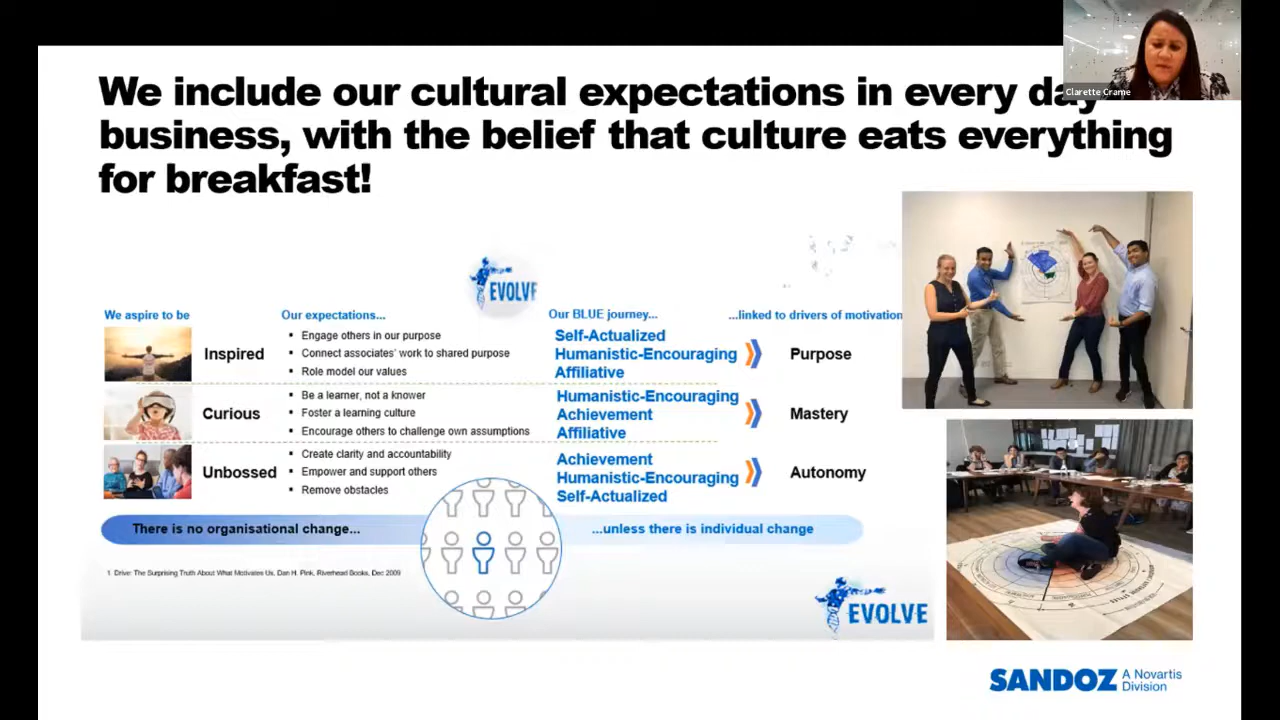 Clarette Crame
We include our cultural expectations in every day
business, with the belief that culture eats everything
for breakfast!
EVOLVE
We aspire to be
Our expectations...
Our BLUE journey...
...linked to drivers of motivation
Inspired
▪ Engage others in our purpose
▪ Connect associates' work to shared purpose
▪ Role model our values
Self-Actualized
Humanistic-Encouraging
Affiliative
Purpose
Curious
▪ Be a learner, not a knower
▪ Foster a learning culture
▪ Encourage others to challenge own assumptions
Humanistic-Encouraging
Achievement
Affiliative
Mastery
Unbossed
▪ Create clarity and accountability
▪ Empower and support others
▪ Remove obstacles
Achievement
Humanistic-Encouraging
Self-Actualized
Autonomy
There is no organisational change...
...unless there is individual change
1. Drive: The Surprising Truth About What Motivates Us, Dan H. Pink, Riverhead Books, Dec 2009
EVOLVE
SANDOZ
A Novartis
Division